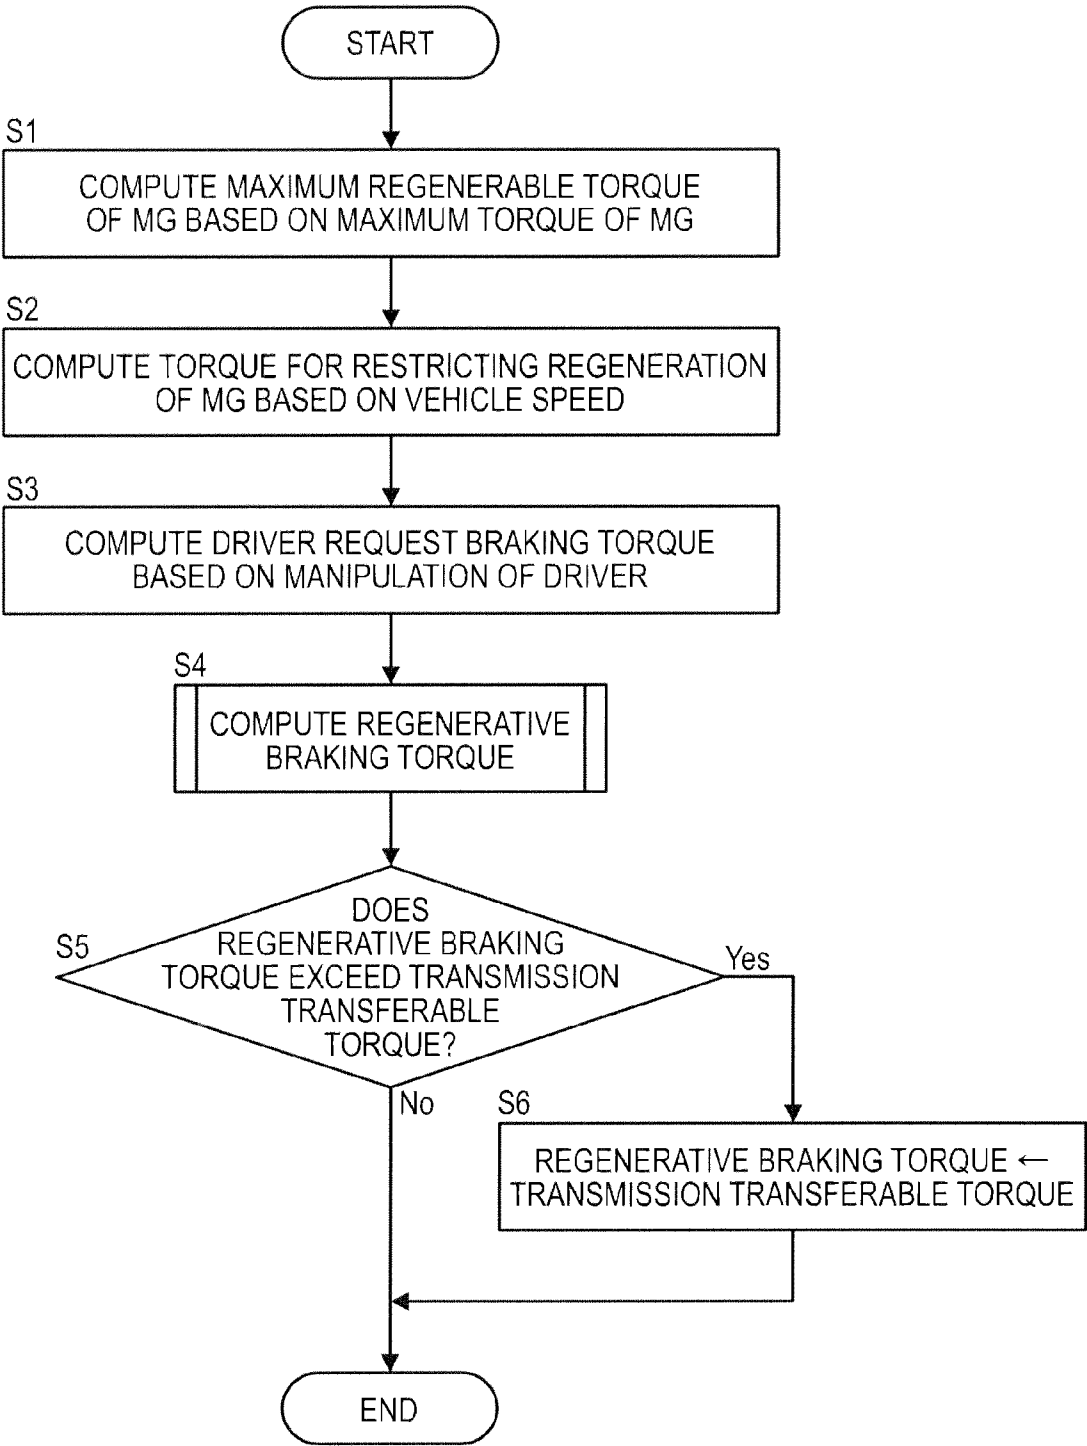 START
S1
COMPUTE MAXIMUM REGENERABLE TORQUE
OF MG BASED ON MAXIMUM TORQUE OF MG
S2
COMPUTE TORQUE FOR RESTRICTING REGENERATION
OF MG BASED ON VEHICLE SPEED
S3
COMPUTE DRIVER REQUEST BRAKING TORQUE
BASED ON MANIPULATION OF DRIVER
S4
COMPUTE REGENERATIVE
BRAKING TORQUE
S5
DOES
REGENERATIVE BRAKING
TORQUE EXCEED TRANSMISSION
TRANSFERABLE
TORQUE?
Yes
No
S6
REGENERATIVE BRAKING TORQUE ←
TRANSMISSION TRANSFERABLE TORQUE
END